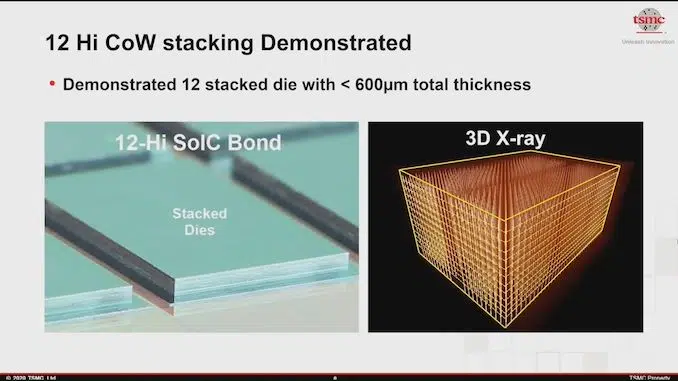 tsmc
Unleash Innovation
12 Hi CoW stacking Demonstrated
• Demonstrated 12 stacked die with < 600µm total thickness
12-Hi SoIC Bond
3D X-ray
Stacked
Dies
© 2020 TSMC, Ltd
TSMC Property